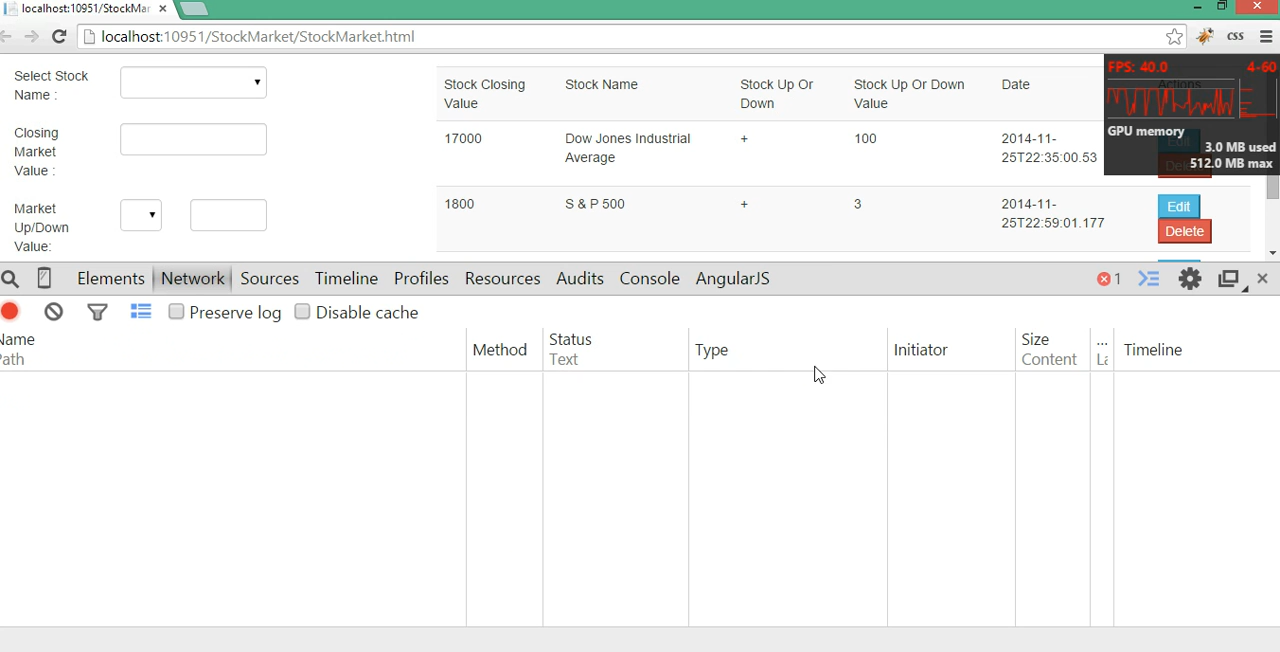 localhost:10951/StockMar
localhost:10951/StockMarket/StockMarket.html
css
Select Stock
Name :
Closing
Market
Value :
Market
Up/Down
Value:
Stock Closing
Value
Stock Name
Stock Up Or
Down
Stock Up Or Down
Value
Date
Actions
17000
Dow Jones Industrial
Average
+
100
2014-11-
25T22:35:00.53
Edit
Delete
1800
S & P 500
+
3
2014-11-
25T22:59:01.177
Edit
Delete
FPS: 40.0
4-60
GPU memory
3.0 MB used
512.0 MB max
Elements Network Sources Timeline Profiles Resources Audits Console AngularJS
1
Preserve log Disable cache
Name
Path
Method
Status
Text
Type
Initiator
Size
Content
...
La
Timeline